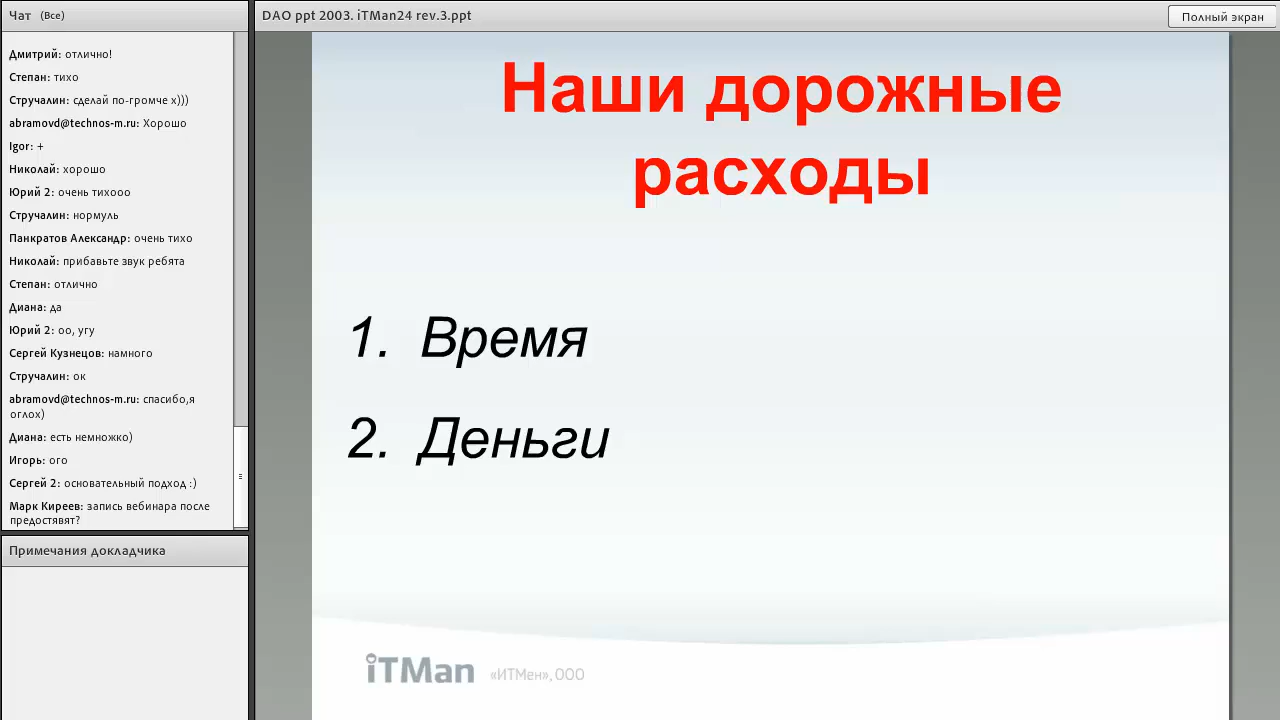 Чат (Все)
Дмитрий: отлично!
Степан: тихо
Стручалин: сделай по-громче х)))
abramovd@technos-m.ru: Хорошо
Igor: +
Николай: хорошо
Юрий 2: очень тихооо
Стручалин: нормуль
Панкратов Александр: очень тихо
Николай: прибавьте звук ребята
Степан: отлично
Диана: да
Юрий 2: оо, угу
Сергей Кузнецов: намного
Стручалин: ок
abramovd@technos-m.ru: спасибо,я
оглох)
Диана: есть немножко)
Игорь: ого
Сергей 2: основательный подход :)
Марк Киреев: запись вебинара после
предостявят?
Примечания докладчика
DAO ppt 2003. iTMan24 rev.3.ppt
Полный экран
Наши дорожные
расходы
1. Время
2. Деньги
iTMan «ИТМен», ООО